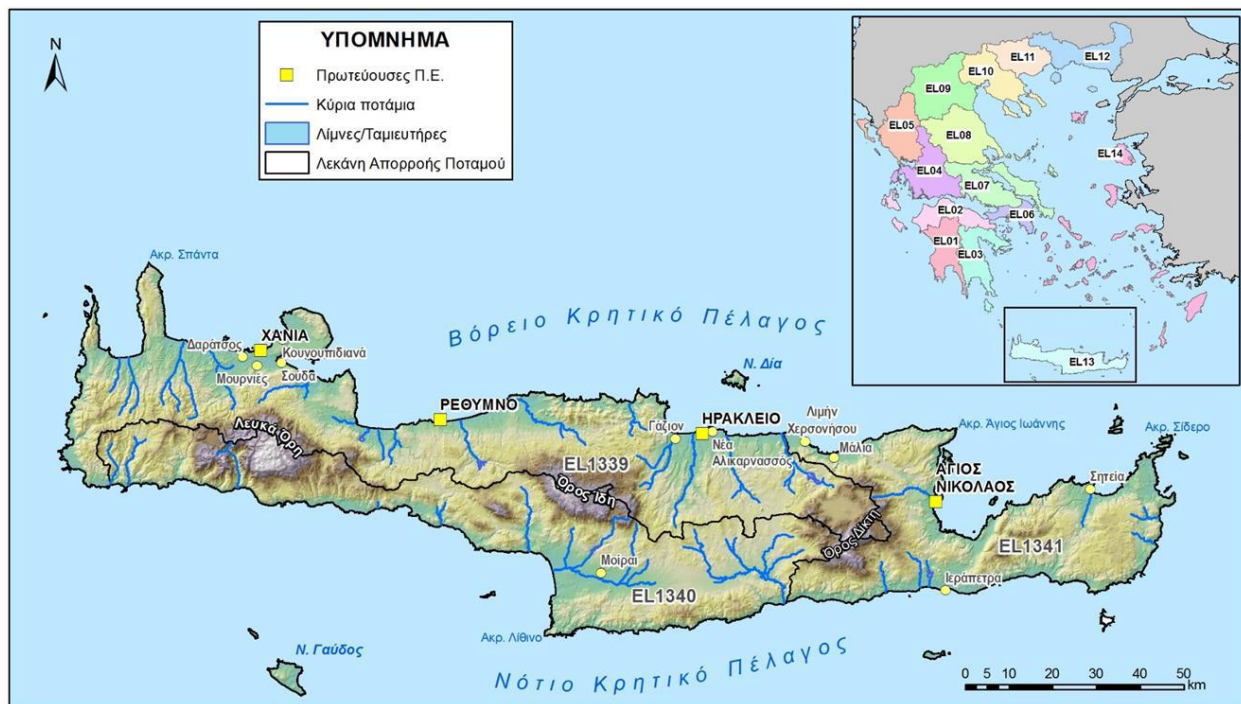 N
ΥΠΟΜΝΗΜΑ
Πρωτεύουσες Π.Ε.
Κύρια ποτάμια
Λίμνες/Ταμιευτήρες
Λεκάνη Απορροής Ποταμού
EL12
EL11
EL10
EL09
EL05
EL08
EL14
EL04
EL07
EL02
EL06
EL01
EL03
EL13
Ακρ. Σπάντα
Βόρειο Κρητικό Πέλαγος
ΧΑΝΙΑ
Δαράτσος
Κουνουπιδιανά
Μουρνιές
Σούδα
Ν. Δία
ΡΕΘΥΜΝΟ
ΗΡΑΚΛΕΙΟ
Γάζιον
Νέα
Αλικαρνασσός
Λιμήν
Χερσονήσου
Μάλια
Ακρ. Άγιος Ιωάννης
Ακρ. Σίδερο
Λευκά Όρη
EL1339
Όρος Ίδη
ΑΓΙΟΣ
ΝΙΚΟΛΑΟΣ
Σητεία
Όρος Δίκτη
EL1341
Μοίραι
EL1340
Ιεράπετρα
Ακρ. Λίθινο
Ν. Γαύδος
Νότιο Κρητικό Πέλαγος
0 5 10 20 30 40 50
km